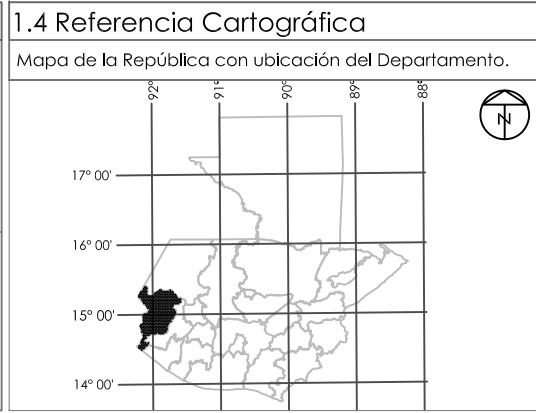 1.4 Referencia Cartográfica
Mapa de la República con ubicación del Departamento.
92° 91° 90° 89° 88°
N
17° 00'
16° 00'
15° 00'
14° 00'